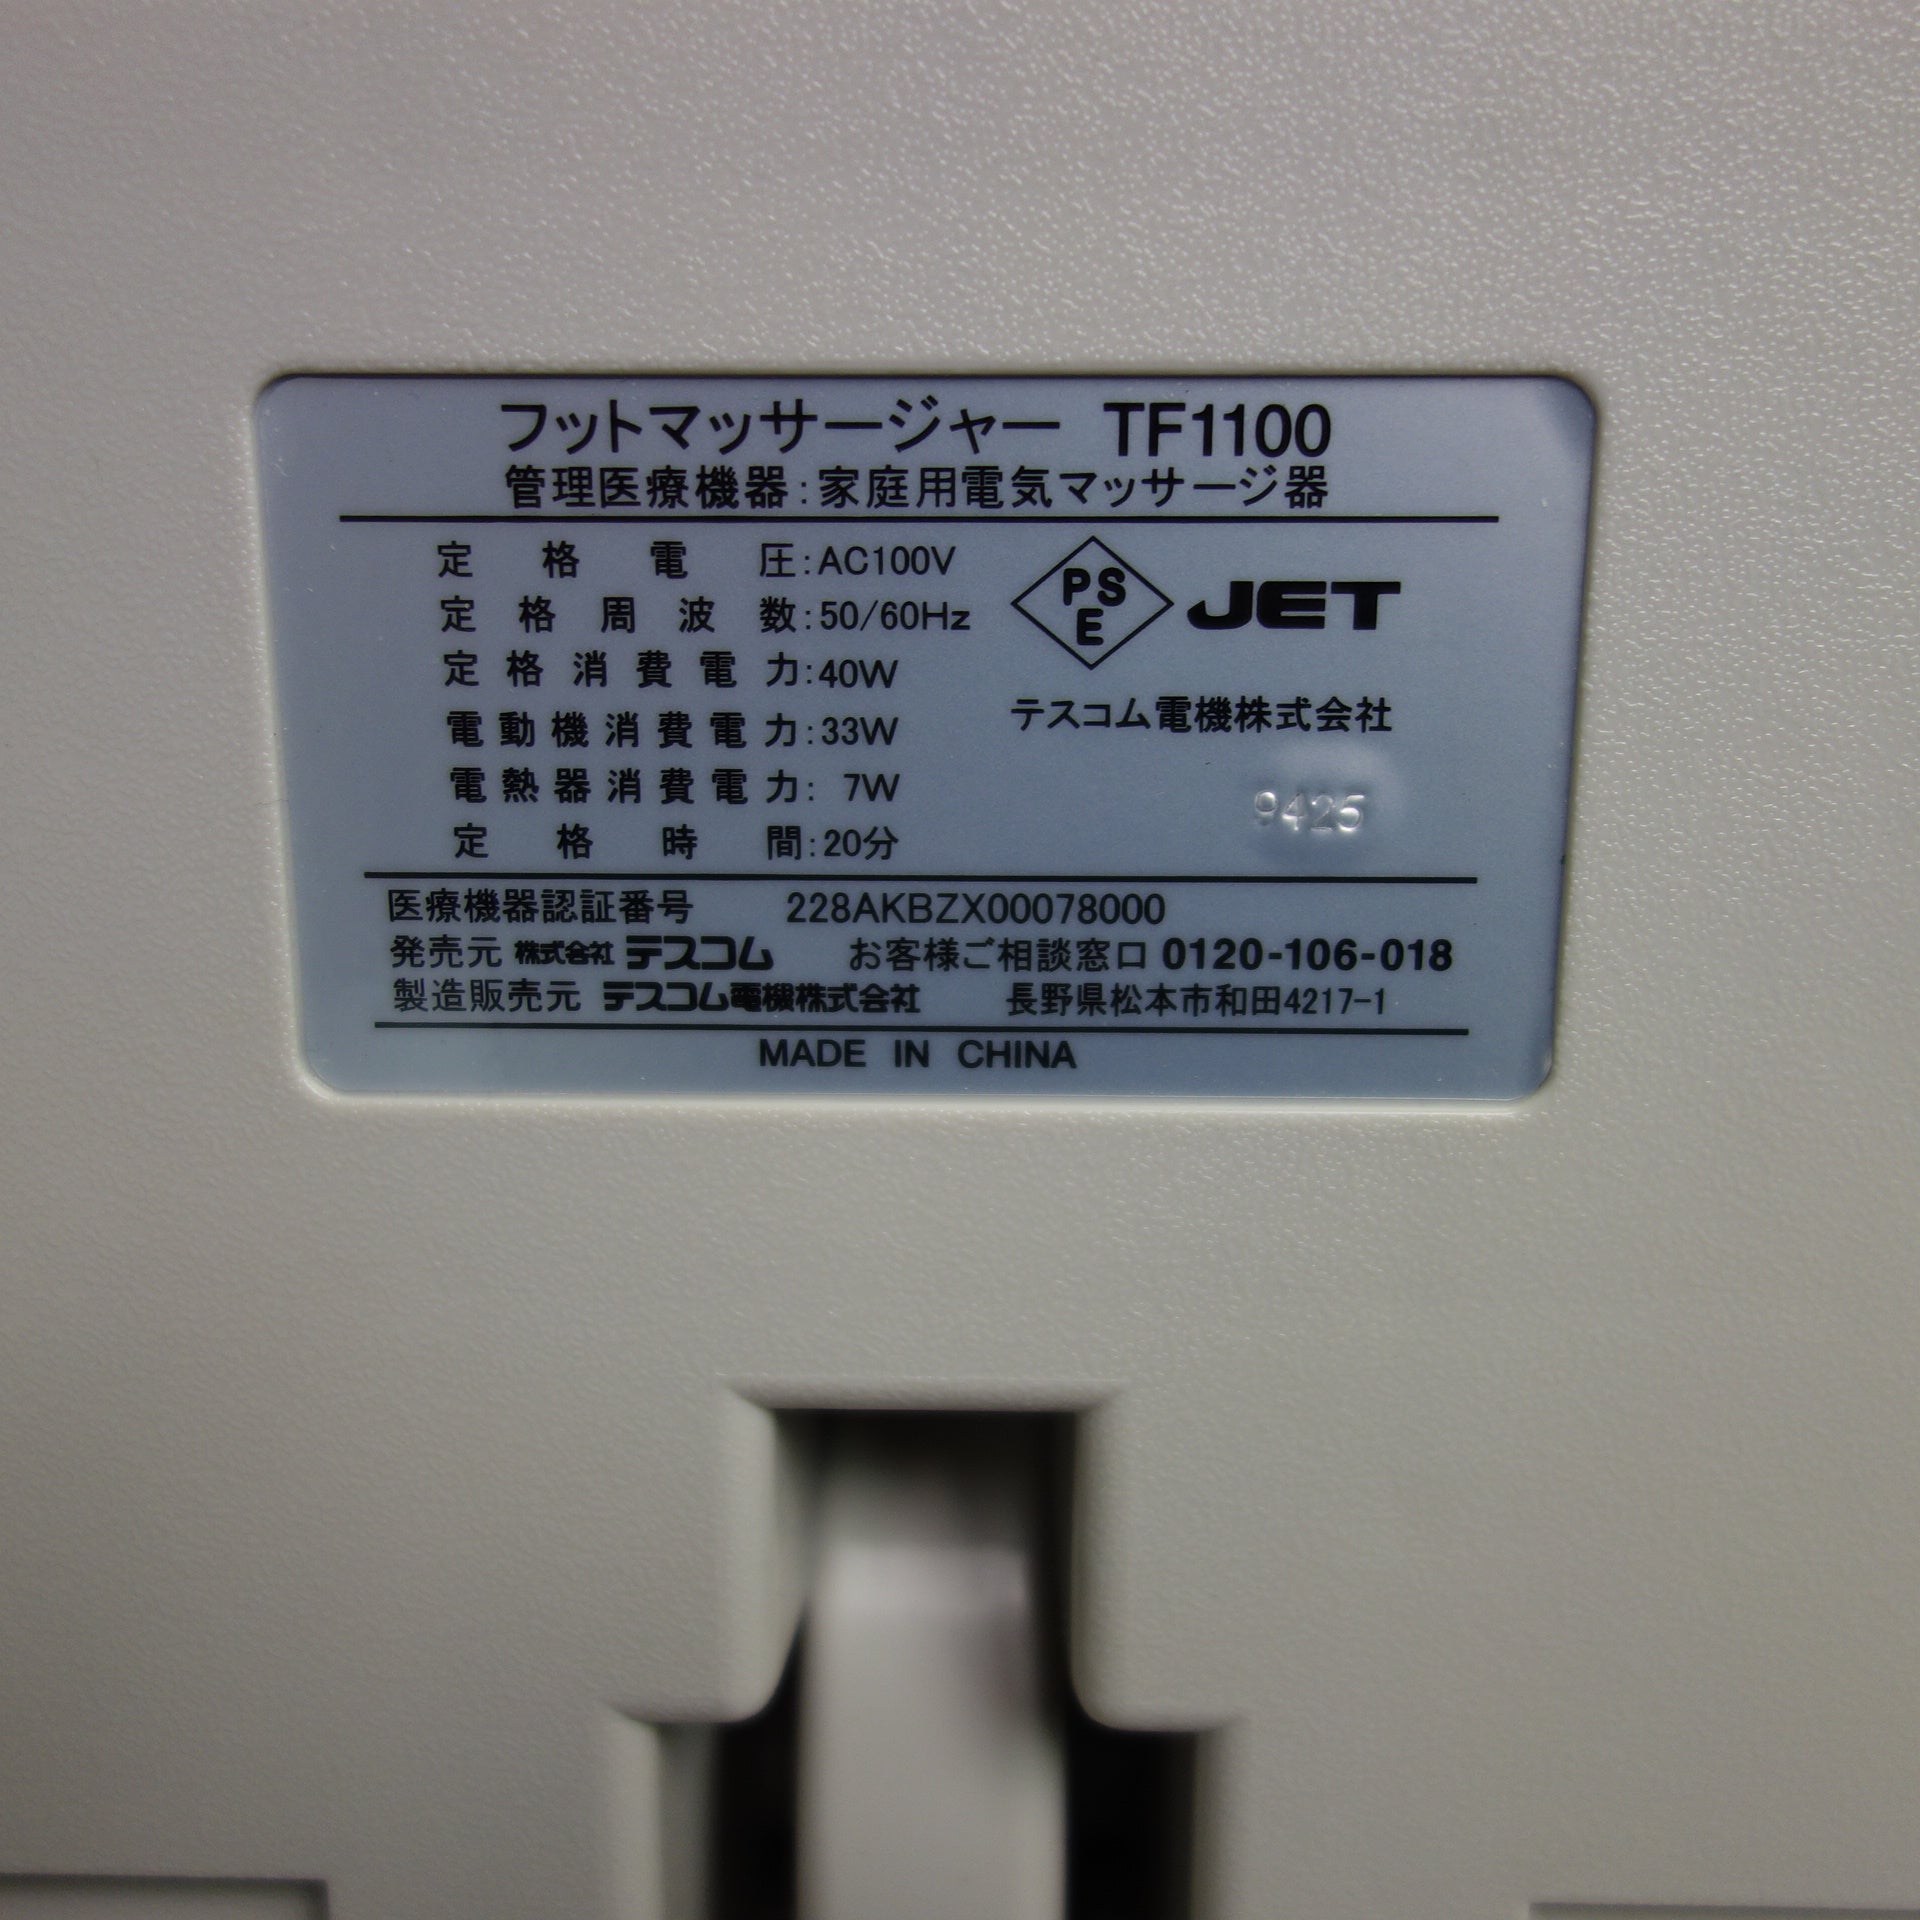 フットマッサージャー TF1100
管理医療機器:家庭用電気マッサージ器
定格電圧:AC100V
定格周波数:50/60Hz
定格消費電力:40W
電動機消費電力:33W
電熱器消費電力: 7W
定格時間:20分
PSE JET
テスコム電機株式会社
9425
医療機器認証番号 228AKBZX00078000
発売元 株式会社 テスコム お客様ご相談窓口 0120-106-018
製造販売元 テスコム電機株式会社 長野県松本市和田4217-1
MADE IN CHINA